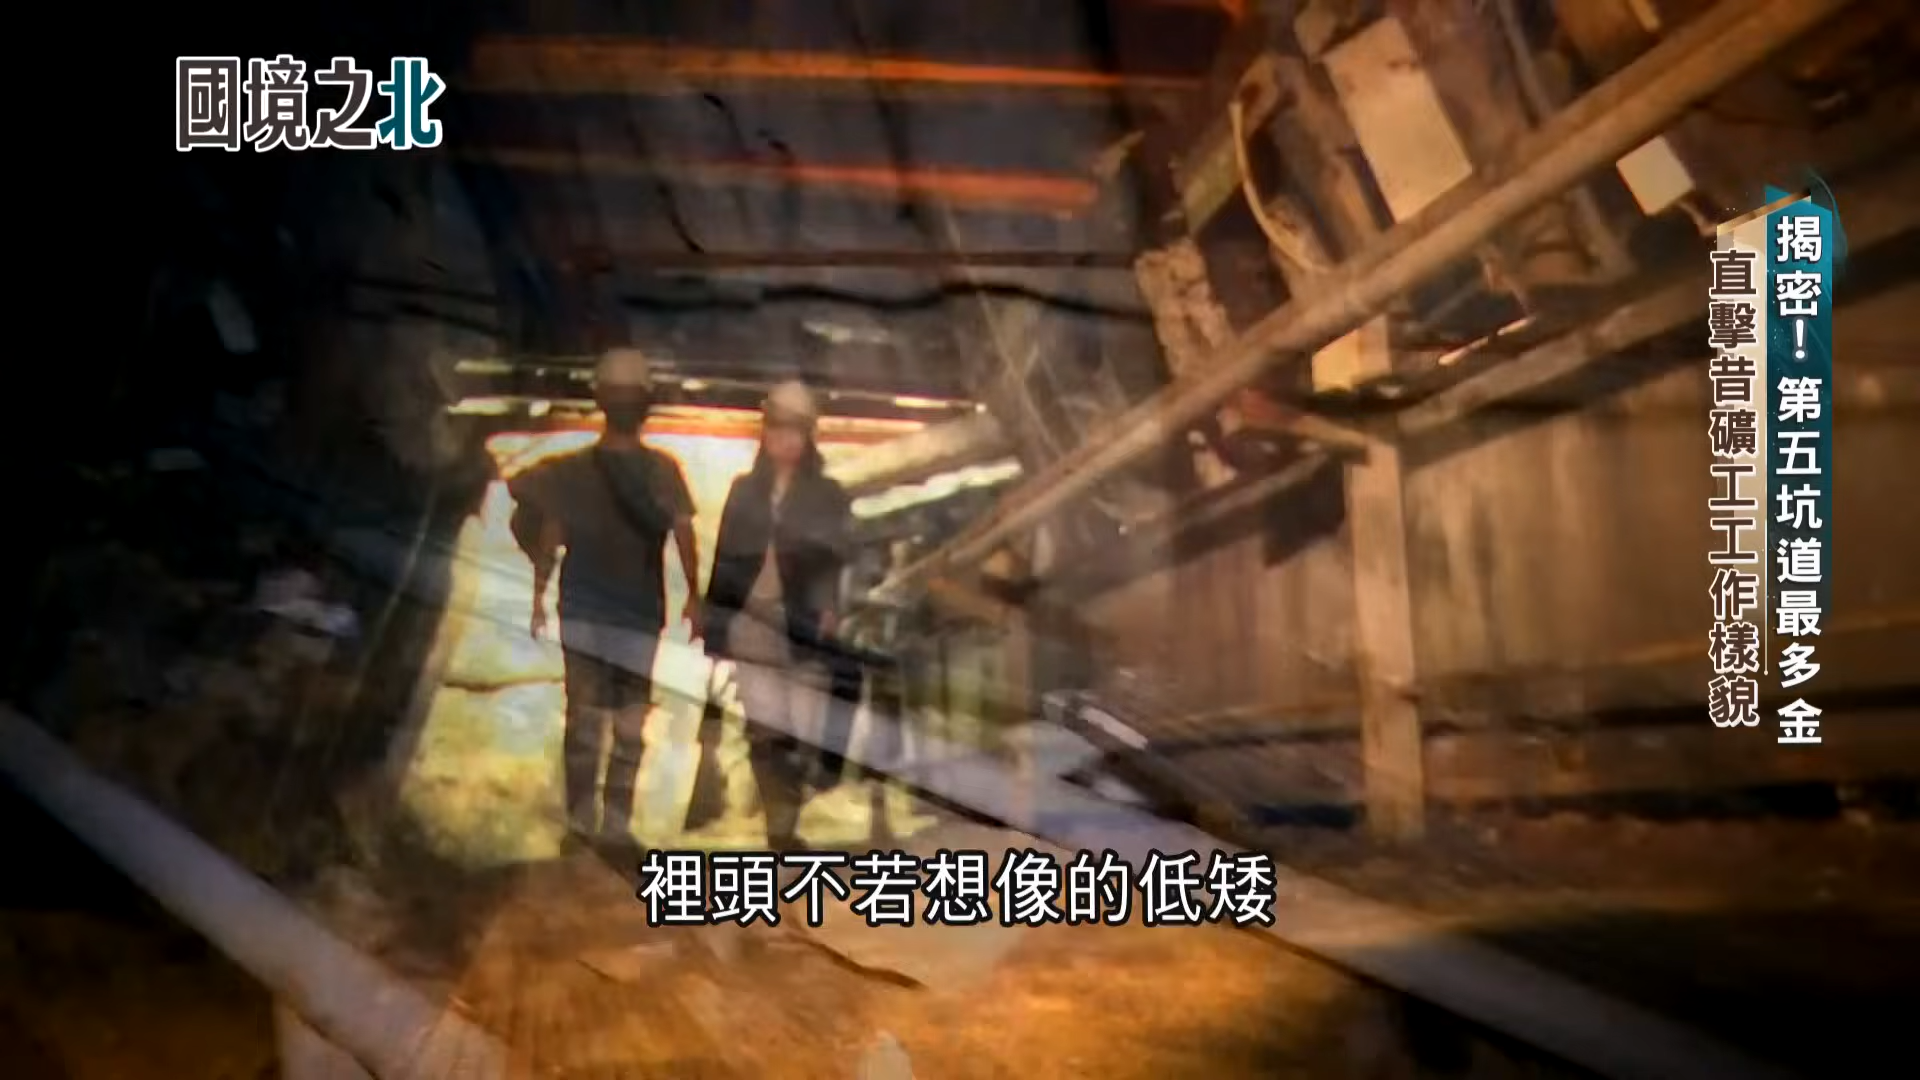 國境之北
揭密！第五坑道最多金
直擊昔礦工工作樣貌
裡頭不若想像的低矮